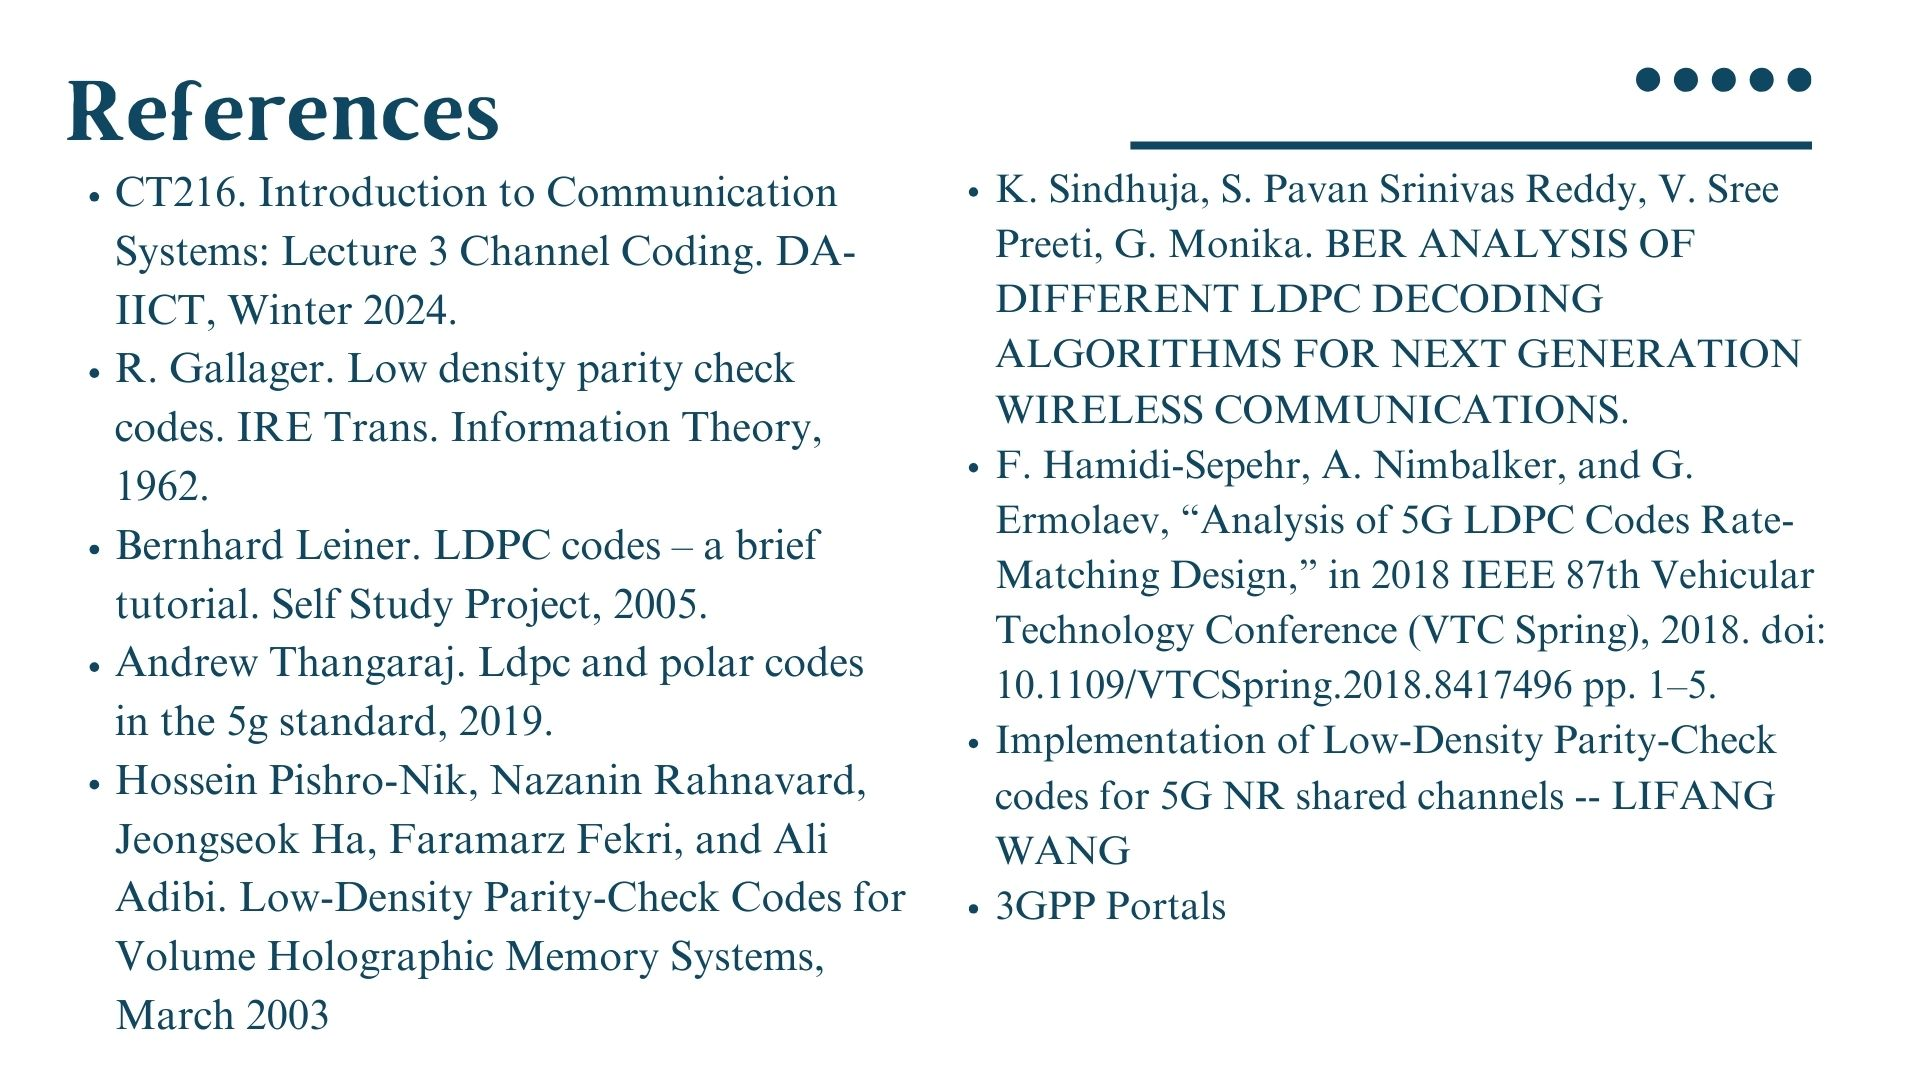 References
• CT216. Introduction to Communication
Systems: Lecture 3 Channel Coding. DA-
IICT, Winter 2024.
• R. Gallager. Low density parity check
codes. IRE Trans. Information Theory,
1962.
• Bernhard Leiner. LDPC codes – a brief
tutorial. Self Study Project, 2005.
• Andrew Thangaraj. Ldpc and polar codes
in the 5g standard, 2019.
• Hossein Pishro-Nik, Nazanin Rahnavard,
Jeongseok Ha, Faramarz Fekri, and Ali
Adibi. Low-Density Parity-Check Codes for
Volume Holographic Memory Systems,
March 2003
• K. Sindhuja, S. Pavan Srinivas Reddy, V. Sree
Preeti, G. Monika. BER ANALYSIS OF
DIFFERENT LDPC DECODING
ALGORITHMS FOR NEXT GENERATION
WIRELESS COMMUNICATIONS.
• F. Hamidi-Sepehr, A. Nimbalker, and G.
Ermolaev, “Analysis of 5G LDPC Codes Rate-
Matching Design,” in 2018 IEEE 87th Vehicular
Technology Conference (VTC Spring), 2018. doi:
10.1109/VTCSpring.2018.8417496 pp. 1–5.
• Implementation of Low-Density Parity-Check
codes for 5G NR shared channels -- LIFANG
WANG
• 3GPP Portals